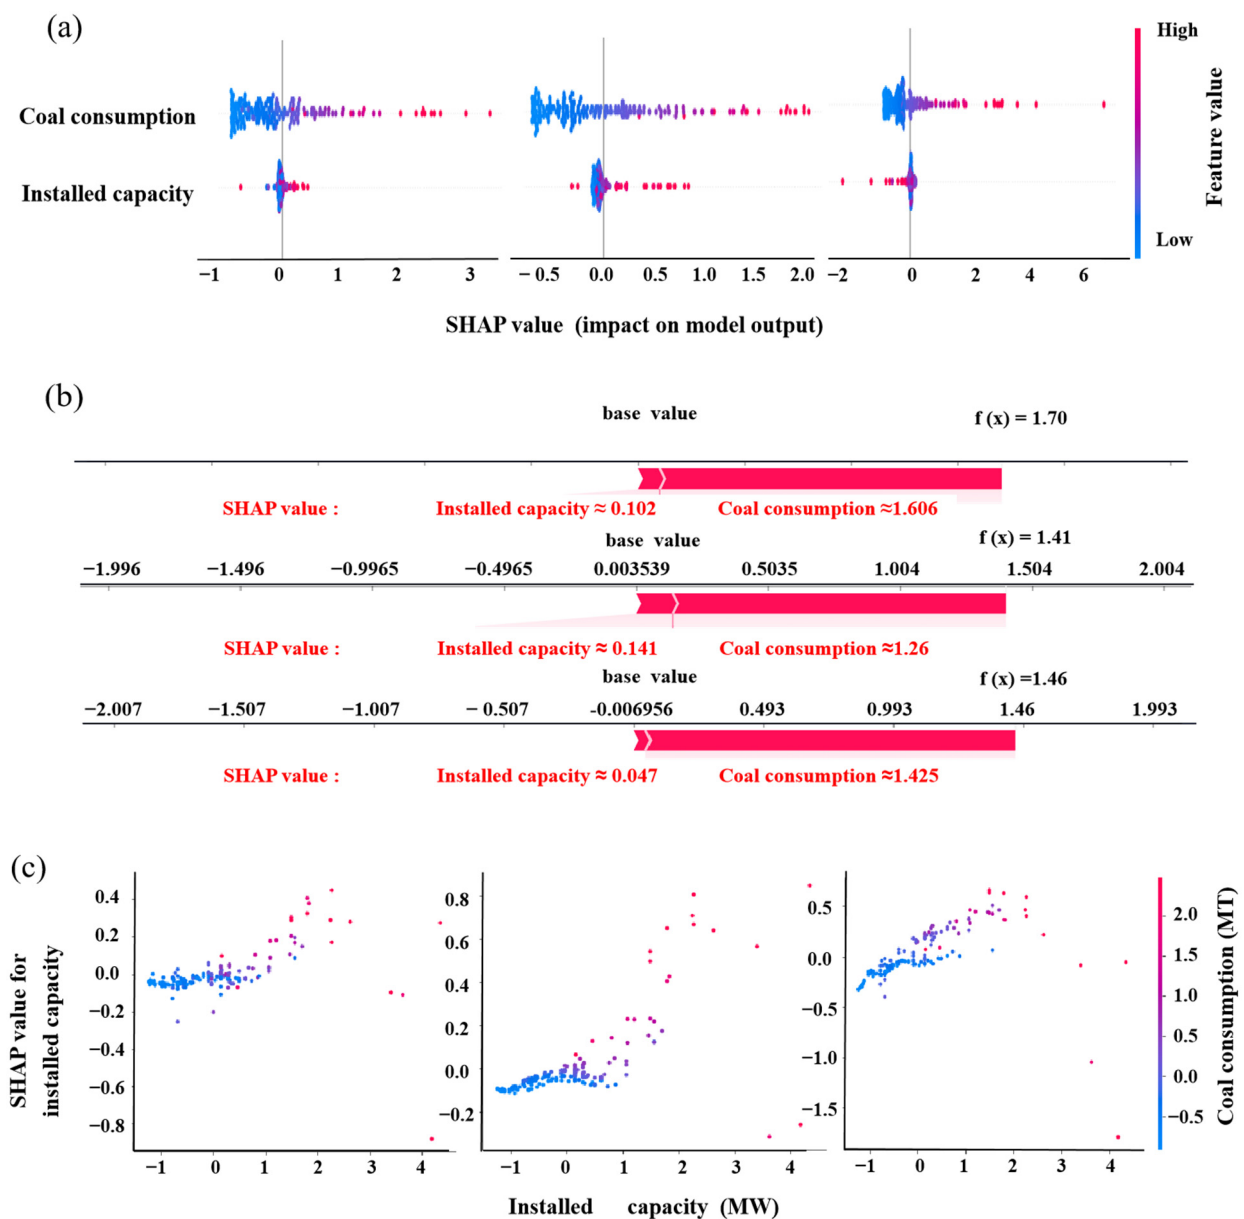 (a)
High
Coal consumption
Installed capacity
Feature value
Low
−1 0 1 2 3
−0.5 0.0 0.5 1.0 1.5 2.0
−2 0 2 4 6
SHAP value (impact on model output)
(b)
base value
f (x) = 1.70
SHAP value : Installed capacity ≈ 0.102 Coal consumption ≈1.606
base value
f (x) = 1.41
−1.996 −1.496 −0.9965 −0.4965 0.003539 0.5035 1.004 1.504 2.004
SHAP value : Installed capacity ≈ 0.141 Coal consumption ≈1.26
base value
f (x) =1.46
−2.007 −1.507 −1.007 −0.507 -0.006956 0.493 0.993 1.46 1.993
SHAP value : Installed capacity ≈ 0.047 Coal consumption ≈1.425
(c)
SHAP value for
installed capacity
0.4
0.2
0.0
−0.2
−0.4
−0.6
−0.8
−1 0 1 2 3 4
0.8
0.6
0.4
0.2
0.0
−0.2
−1 0 1 2 3 4
0.5
0.0
−0.5
−1.0
−1.5
−1 0 1 2 3 4
2.0
1.5
1.0
0.5
0.0
−0.5
Coal consumption (MT)
Installed capacity (MW)